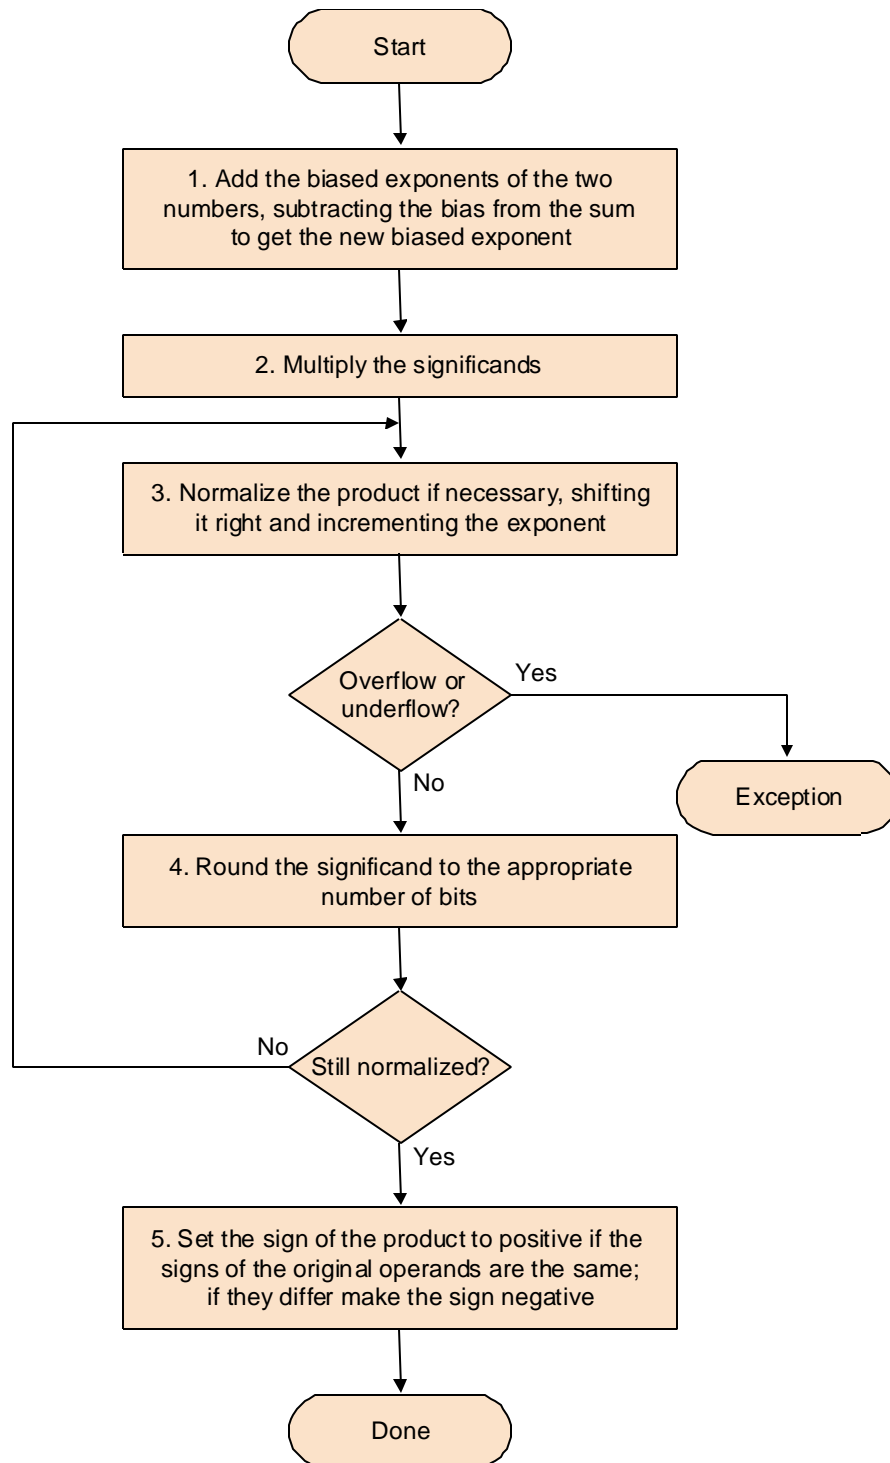 Start
1. Add the biased exponents of the two
numbers, subtracting the bias from the sum
to get the new biased exponent
2. Multiply the significands
3. Normalize the product if necessary, shifting
it right and incrementing the exponent
Overflow or
underflow?
Yes
No
Exception
4. Round the significand to the appropriate
number of bits
No
Still normalized?
Yes
5. Set the sign of the product to positive if the
signs of the original operands are the same;
if they differ make the sign negative
Done